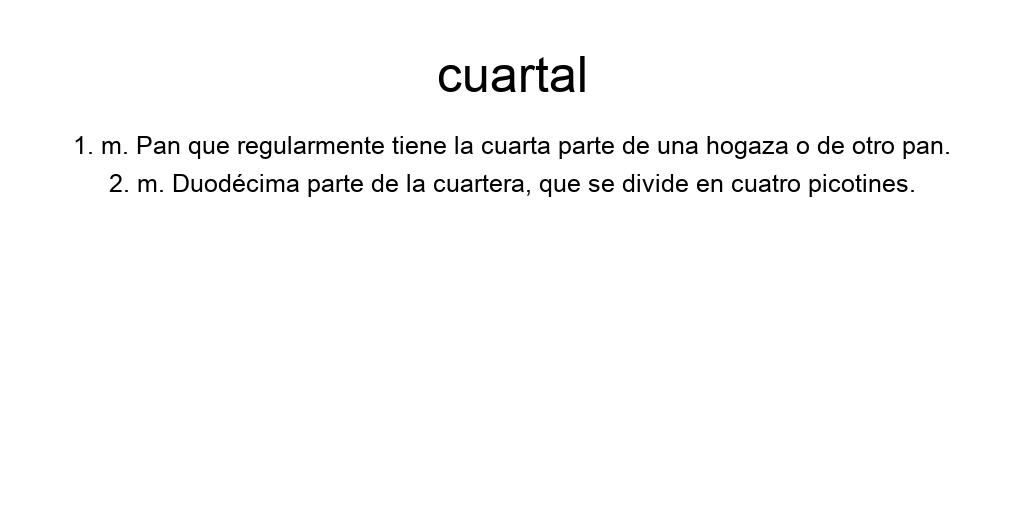 cuartal
1. m. Pan que regularmente tiene la cuarta parte de una hogaza o de otro pan.
2. m. Duodécima parte de la cuartera, que se divide en cuatro picotines.